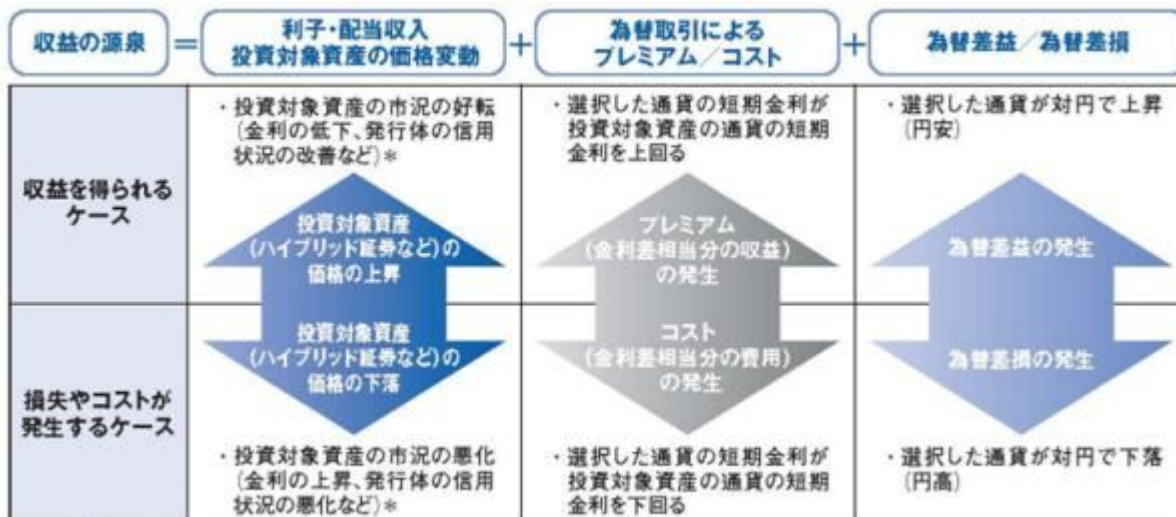 収益の源泉
＝
利子・配当収入
投資対象資産の価格変動
＋
為替取引による
プレミアム／コスト
＋
為替差益／為替差損
収益を得られる
ケース
・投資対象資産の市況の好転
(金利の低下、発行体の信用
状況の改善など)＊
投資対象資産
(ハイブリッド証券など)の
価格の上昇
・選択した通貨の短期金利が
投資対象資産の通貨の短期
金利を上回る
プレミアム
(金利差相当分の収益)
の発生
・選択した通貨が対円で上昇
(円安)
為替差益の発生
損失やコストが
発生するケース
投資対象資産
(ハイブリッド証券など)の
価格の下落
・投資対象資産の市況の悪化
(金利の上昇、発行体の信用
状況の悪化など)＊
コスト
(金利差相当分の費用)
の発生
・選択した通貨の短期金利が
投資対象資産の通貨の短期
金利を下回る
為替差損の発生
・選択した通貨が対円で下落
(円高)